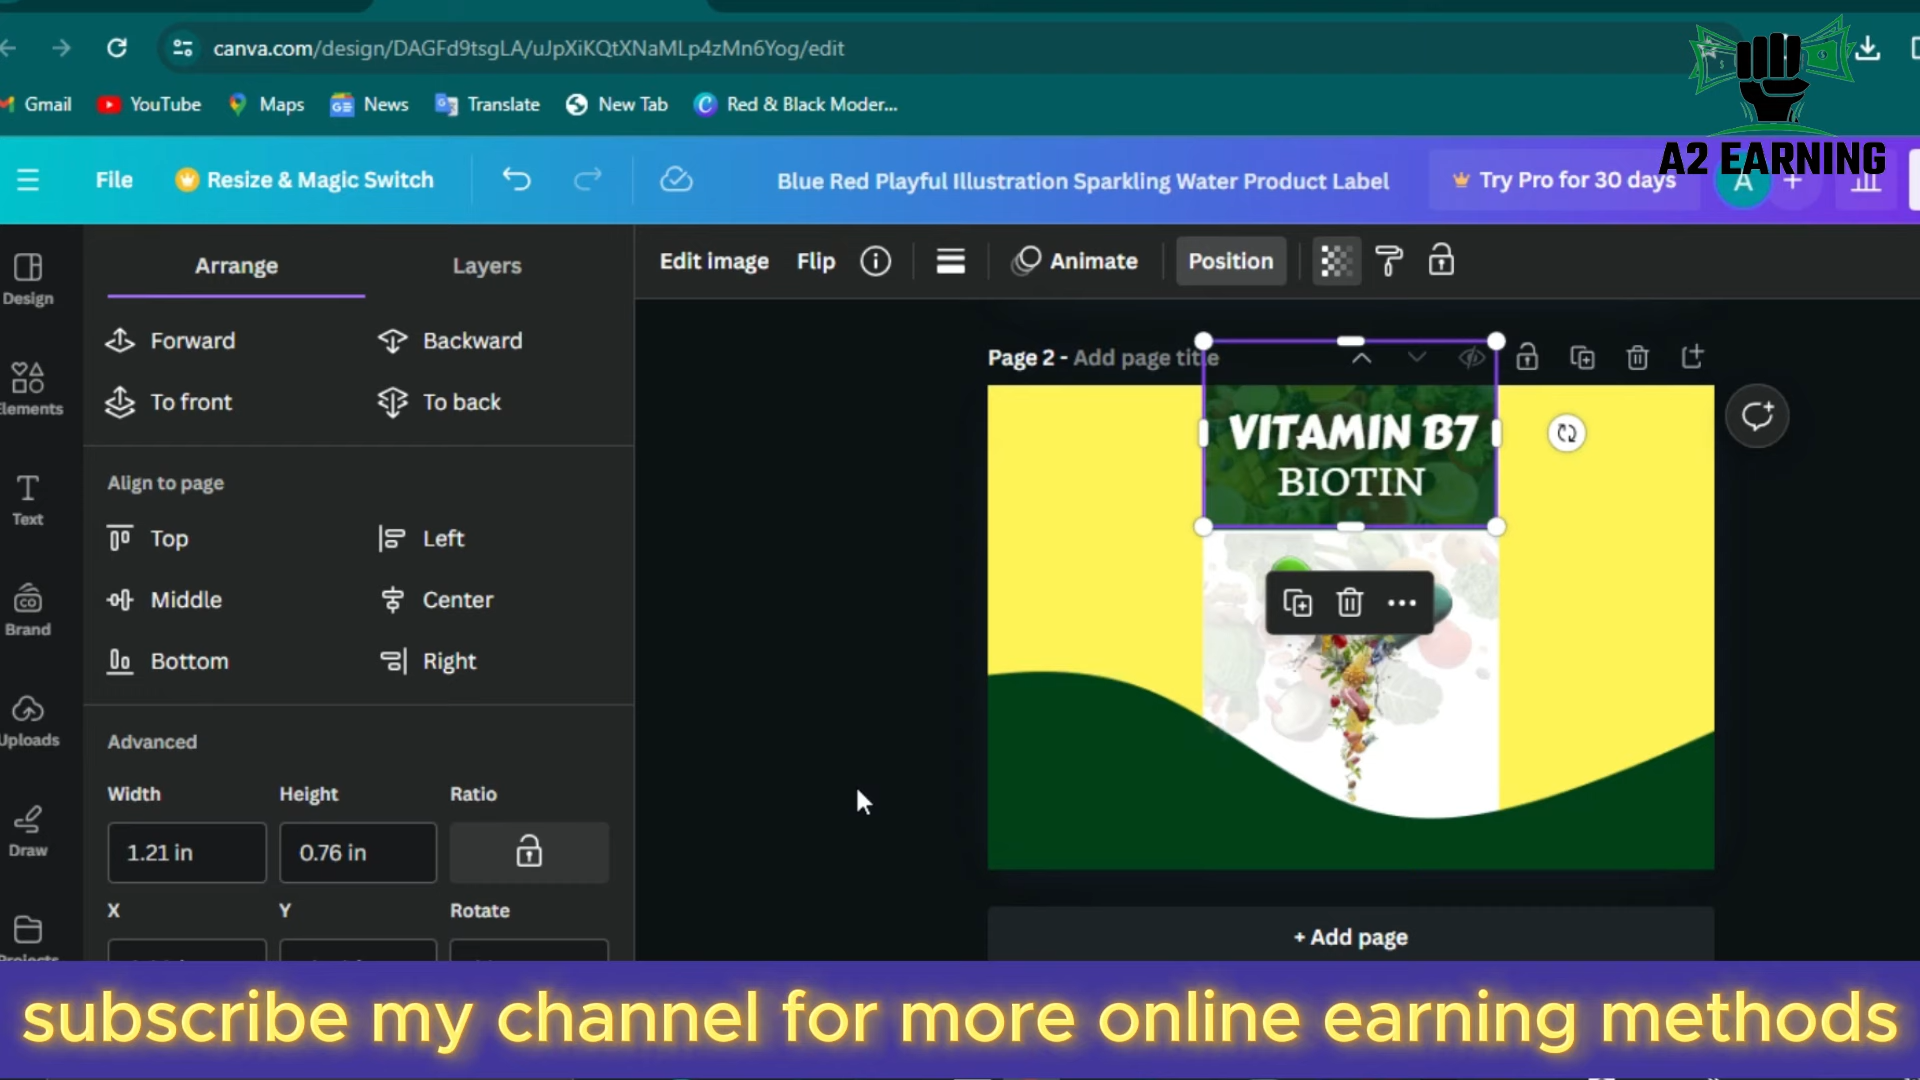 canva.com/design/DAGFd9tsgLA/uJpXiKQtXNaMLp4zMn6Yog/edit
Gmail YouTube Maps News Translate New Tab Red & Black Moder...
A2 EARNING
File Resize & Magic Switch Blue Red Playful Illustration Sparkling Water Product Label Try Pro for 30 days A +
Design
Elements
Text
Brand
Uploads
Draw
Projects
Arrange Layers
Forward Backward
To front To back
Align to page
Top Left
Middle Center
Bottom Right
Advanced
Width Height Ratio
1.21 in 0.76 in
X Y Rotate
Edit image Flip Animate Position
Page 2 - Add page title
VITAMIN B7
BIOTIN
+ Add page
subscribe my channel for more online earning methods